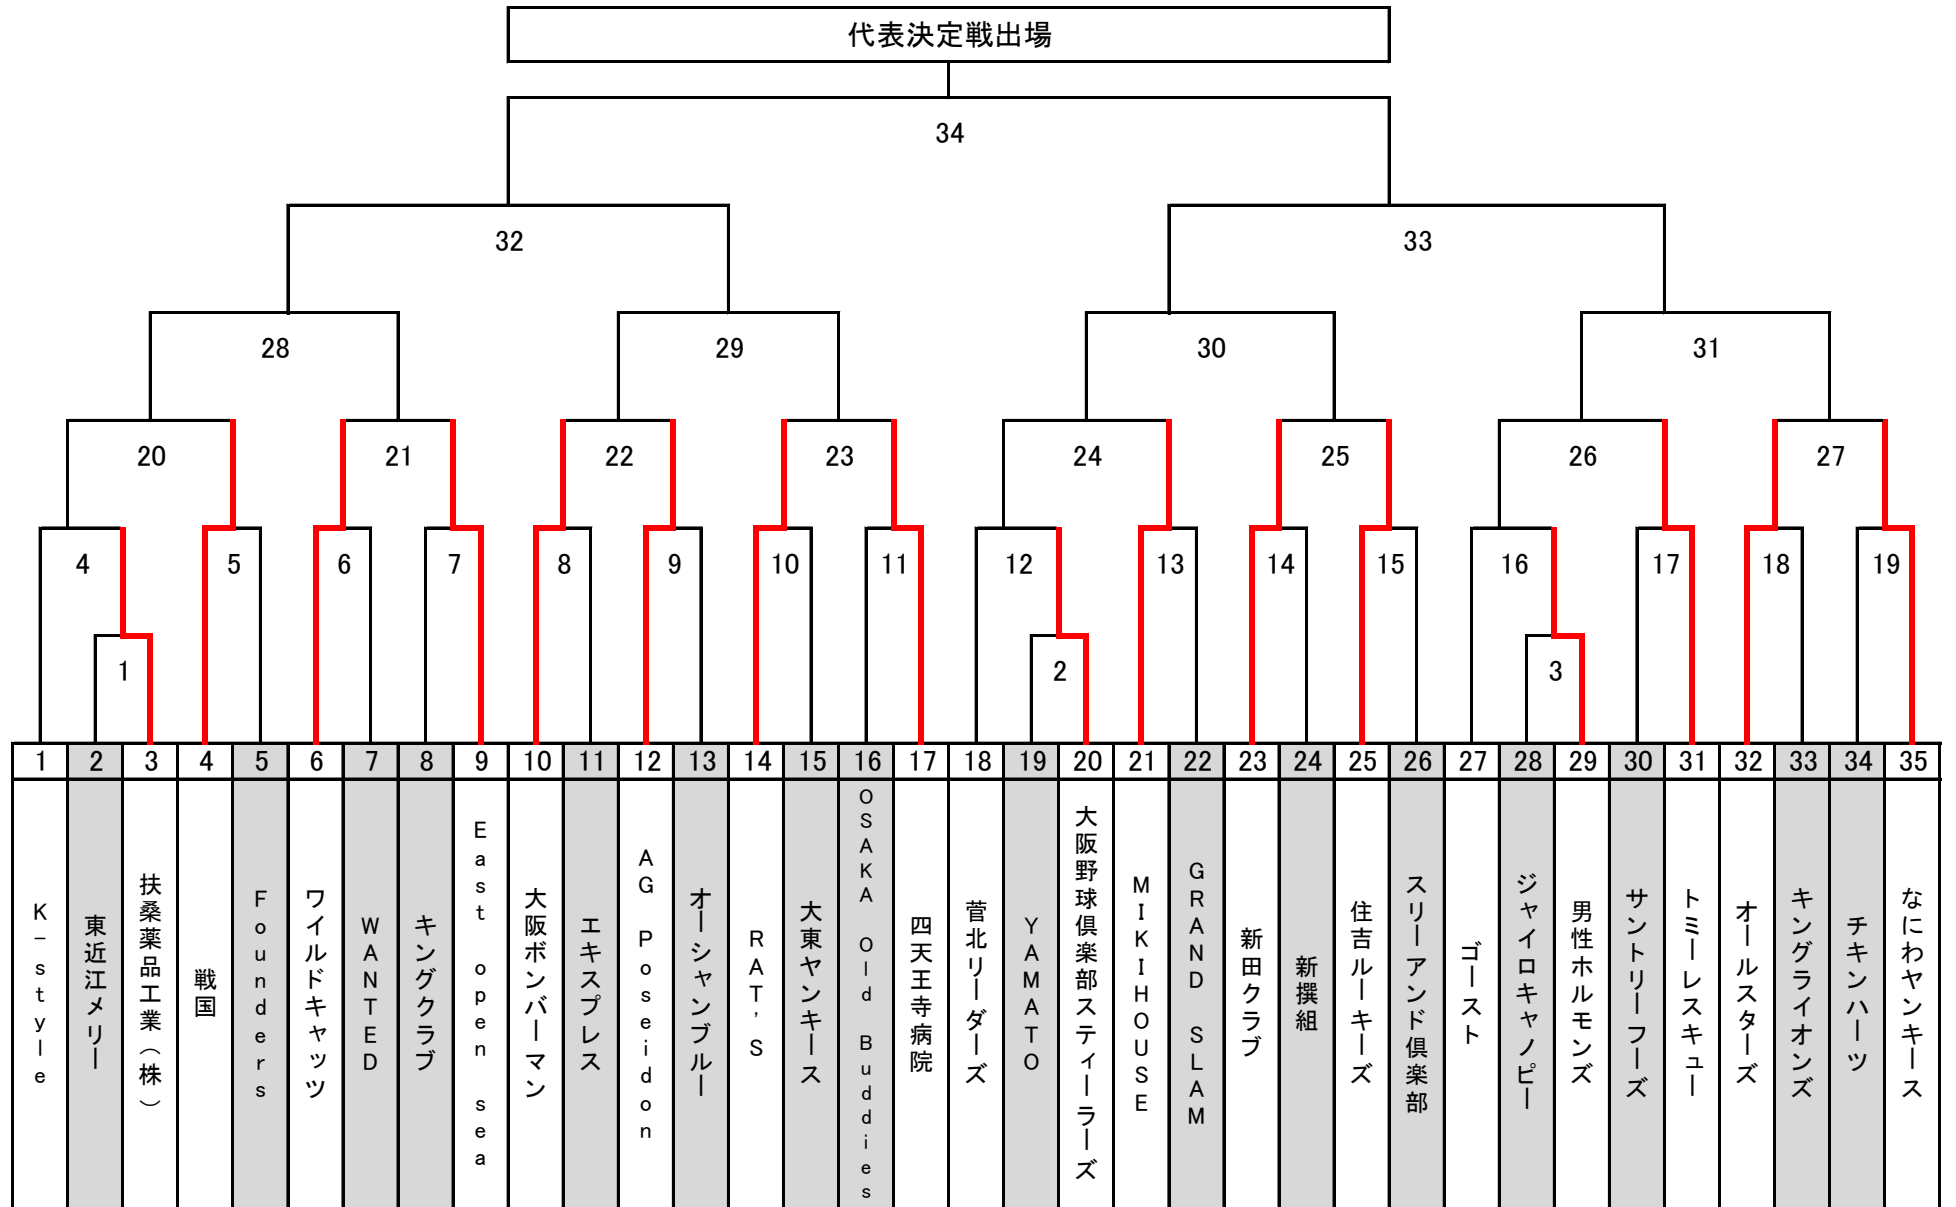 代表決定戦出場
34
32
33
28
29
30
31
20
21
22
23
24
25
26
27
4
5
6
7
8
9
10
11
12
13
14
15
16
17
18
19
1
2
3
1
2
3
4
5
6
7
8
9
10
11
12
13
14
15
16
17
18
19
20
21
22
23
24
25
26
27
28
29
30
31
32
33
34
35
K-style
東近江メリー
扶桑薬品工業(株)
戦国
Founders
ワイルドキャッツ
WANTED
キングクラブ
East open sea
大阪ボンバーマン
エキスプレス
AG Poseidon
オーシャンブルー
RAT'S
大東ヤンキース
OSAKA Old Buddies
四天王寺病院
菅北リーダーズ
YAMATO
大阪野球倶楽部スティーラーズ
MIKIHOUSE
GRAND SLAM
新田クラブ
新撰組
住吉ルーキーズ
スリーアンド倶楽部
ゴースト
ジャイロキャノピー
男性ホルモンズ
サントリーフーズ
トミーレスキュー
オールスターズ
キングライオンズ
チキンハーツ
なにわヤンキース